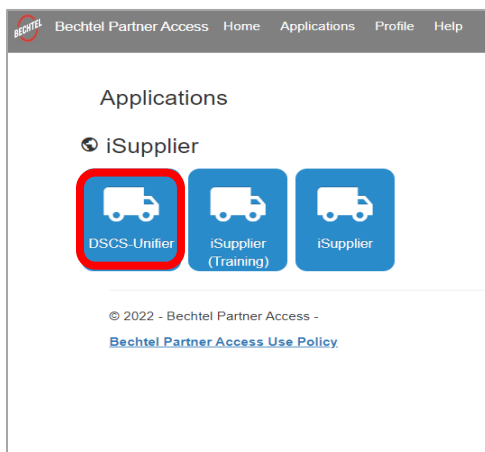 BECHTEL Bechtel Partner Access Home Applications Profile Help
Applications
iSupplier
DSCS-Unifier
iSupplier
(Training)
iSupplier
© 2022 - Bechtel Partner Access -
Bechtel Partner Access Use Policy